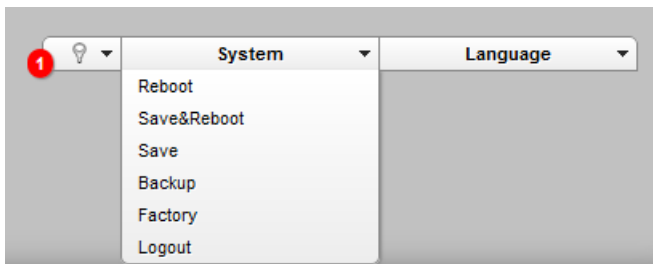 1 System Language
Reboot
Save&Reboot
Save
Backup
Factory
Logout